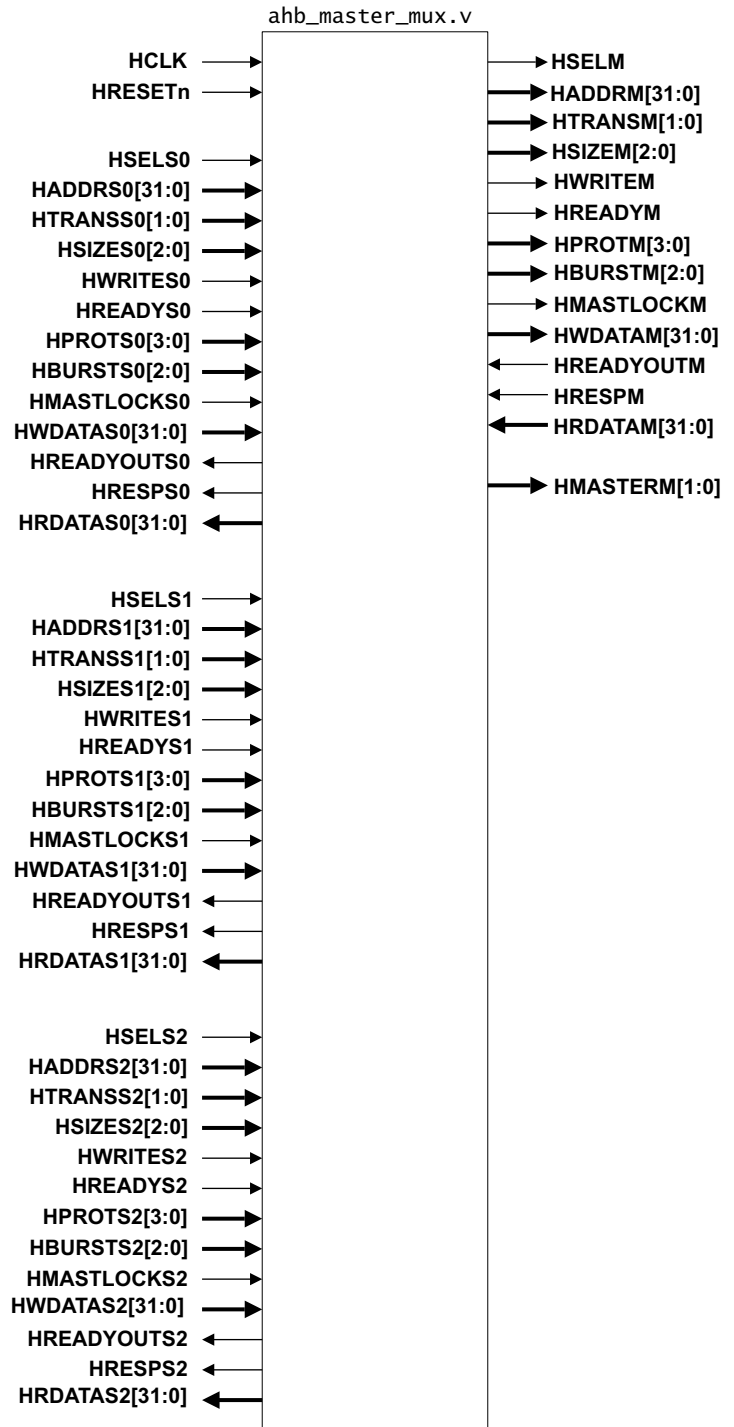 ahb_master_mux.v
HCLK
HRESETn
HSELS0
HADDRS0[31:0]
HTRANSS0[1:0]
HSIZES0[2:0]
HWRITES0
HREADYS0
HPROTS0[3:0]
HBURSTS0[2:0]
HMASTLOCKS0
HWDATAS0[31:0]
HREADYOUTS0
HRESPS0
HRDATAS0[31:0]
HSELS1
HADDRS1[31:0]
HTRANSS1[1:0]
HSIZES1[2:0]
HWRITES1
HREADYS1
HPROTS1[3:0]
HBURSTS1[2:0]
HMASTLOCKS1
HWDATAS1[31:0]
HREADYOUTS1
HRESPS1
HRDATAS1[31:0]
HSELS2
HADDRS2[31:0]
HTRANSS2[1:0]
HSIZES2[2:0]
HWRITES2
HREADYS2
HPROTS2[3:0]
HBURSTS2[2:0]
HMASTLOCKS2
HWDATAS2[31:0]
HREADYOUTS2
HRESPS2
HRDATAS2[31:0]
HSELM
HADDRM[31:0]
HTRANSM[1:0]
HSIZEM[2:0]
HWRITEM
HREADYM
HPROTM[3:0]
HBURSTM[2:0]
HMASTLOCKM
HWDATAM[31:0]
HREADYOUTM
HRESPM
HRDATAM[31:0]
HMASTERM[1:0]